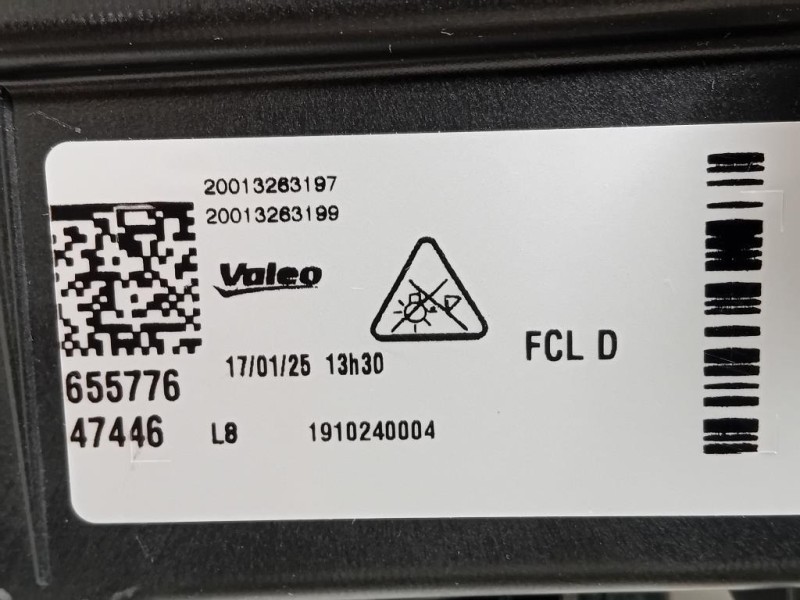 20013263197
20013263199
Valeo
17/01/25 13h30
FCL D
655776
47446 L8 1910240004